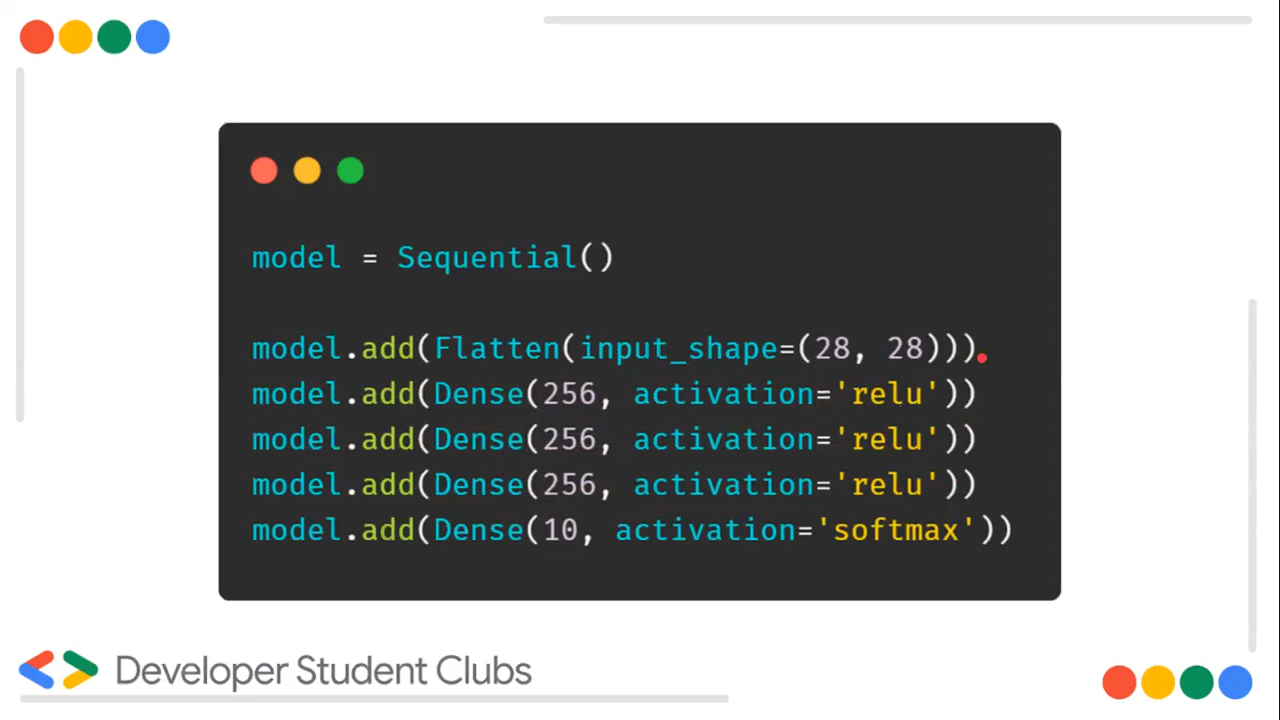 model = Sequential()
model.add(Flatten(input_shape=(28, 28)))
model.add(Dense(256, activation='relu'))
model.add(Dense(256, activation='relu'))
model.add(Dense(256, activation='relu'))
model.add(Dense(10, activation='softmax'))
Developer Student Clubs